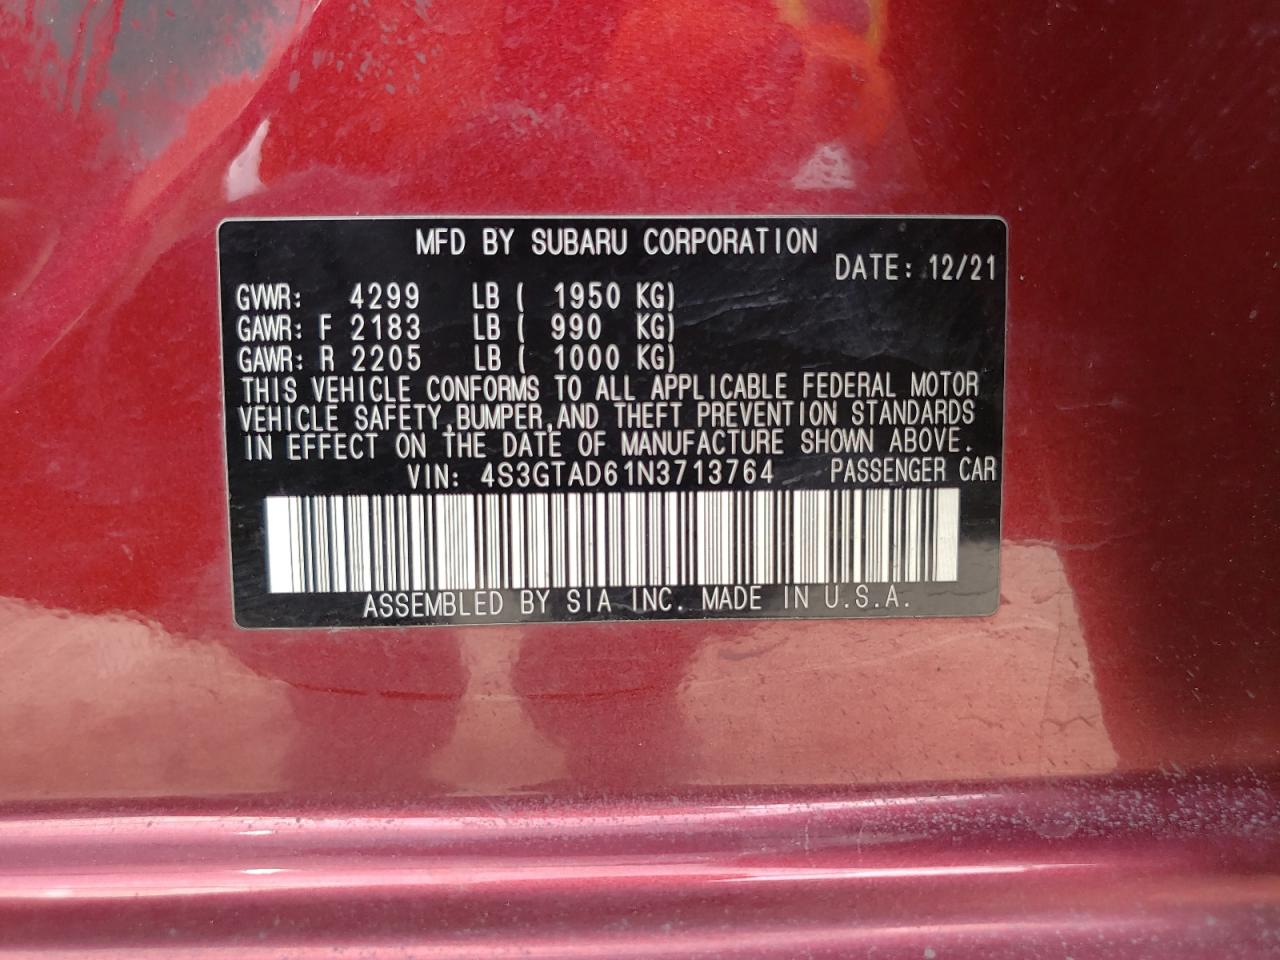 MFD BY SUBARU CORPORATION
DATE: 12/21
GVWR: 4299 LB ( 1950 KG)
GAWR: F 2183 LB ( 990 KG)
GAWR: R 2205 LB ( 1000 KG)
THIS VEHICLE CONFORMS TO ALL APPLICABLE FEDERAL MOTOR
VEHICLE SAFETY,BUMPER,AND THEFT PREVENTION STANDARDS
IN EFFECT ON THE DATE OF MANUFACTURE SHOWN ABOVE.
VIN: 4S3GTAD61N3713764 PASSENGER CAR
ASSEMBLED BY SIA INC. MADE IN U.S.A.